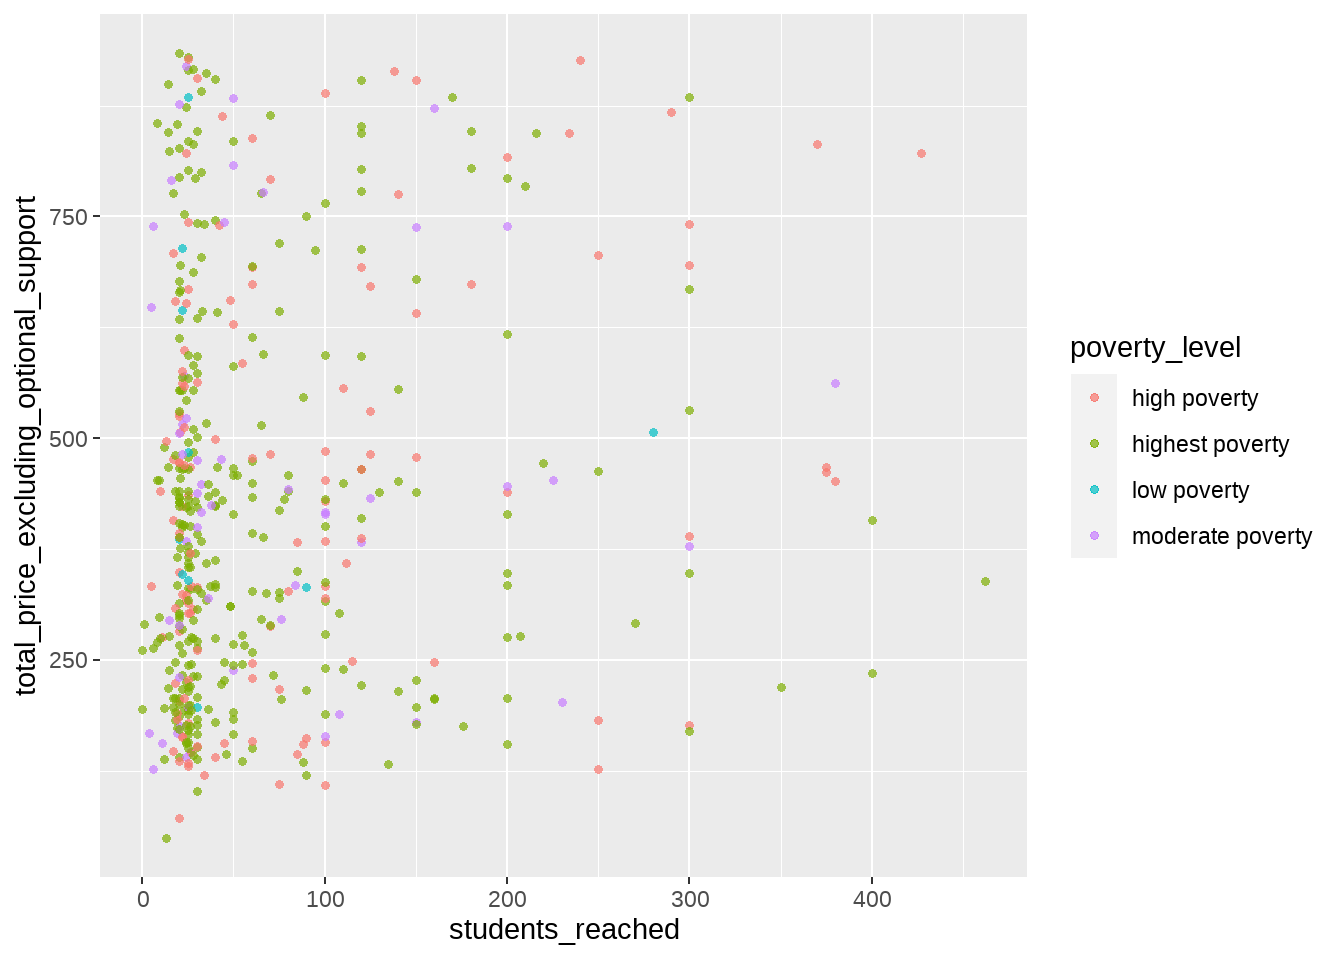 total_price_excluding_optional_support
750
500
250
0
100
200
300
400
students_reached
poverty_level
high poverty
highest poverty
low poverty
moderate poverty